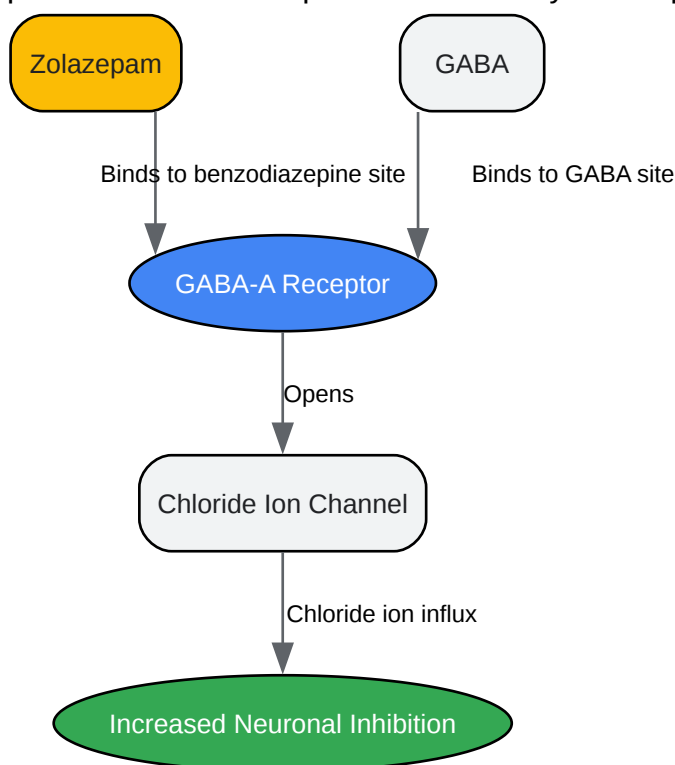 Zolazepam
GABA
Binds to benzodiazepine site
Binds to GABA site
GABA-A Receptor
Opens
Chloride Ion Channel
Chloride ion influx
Increased Neuronal Inhibition